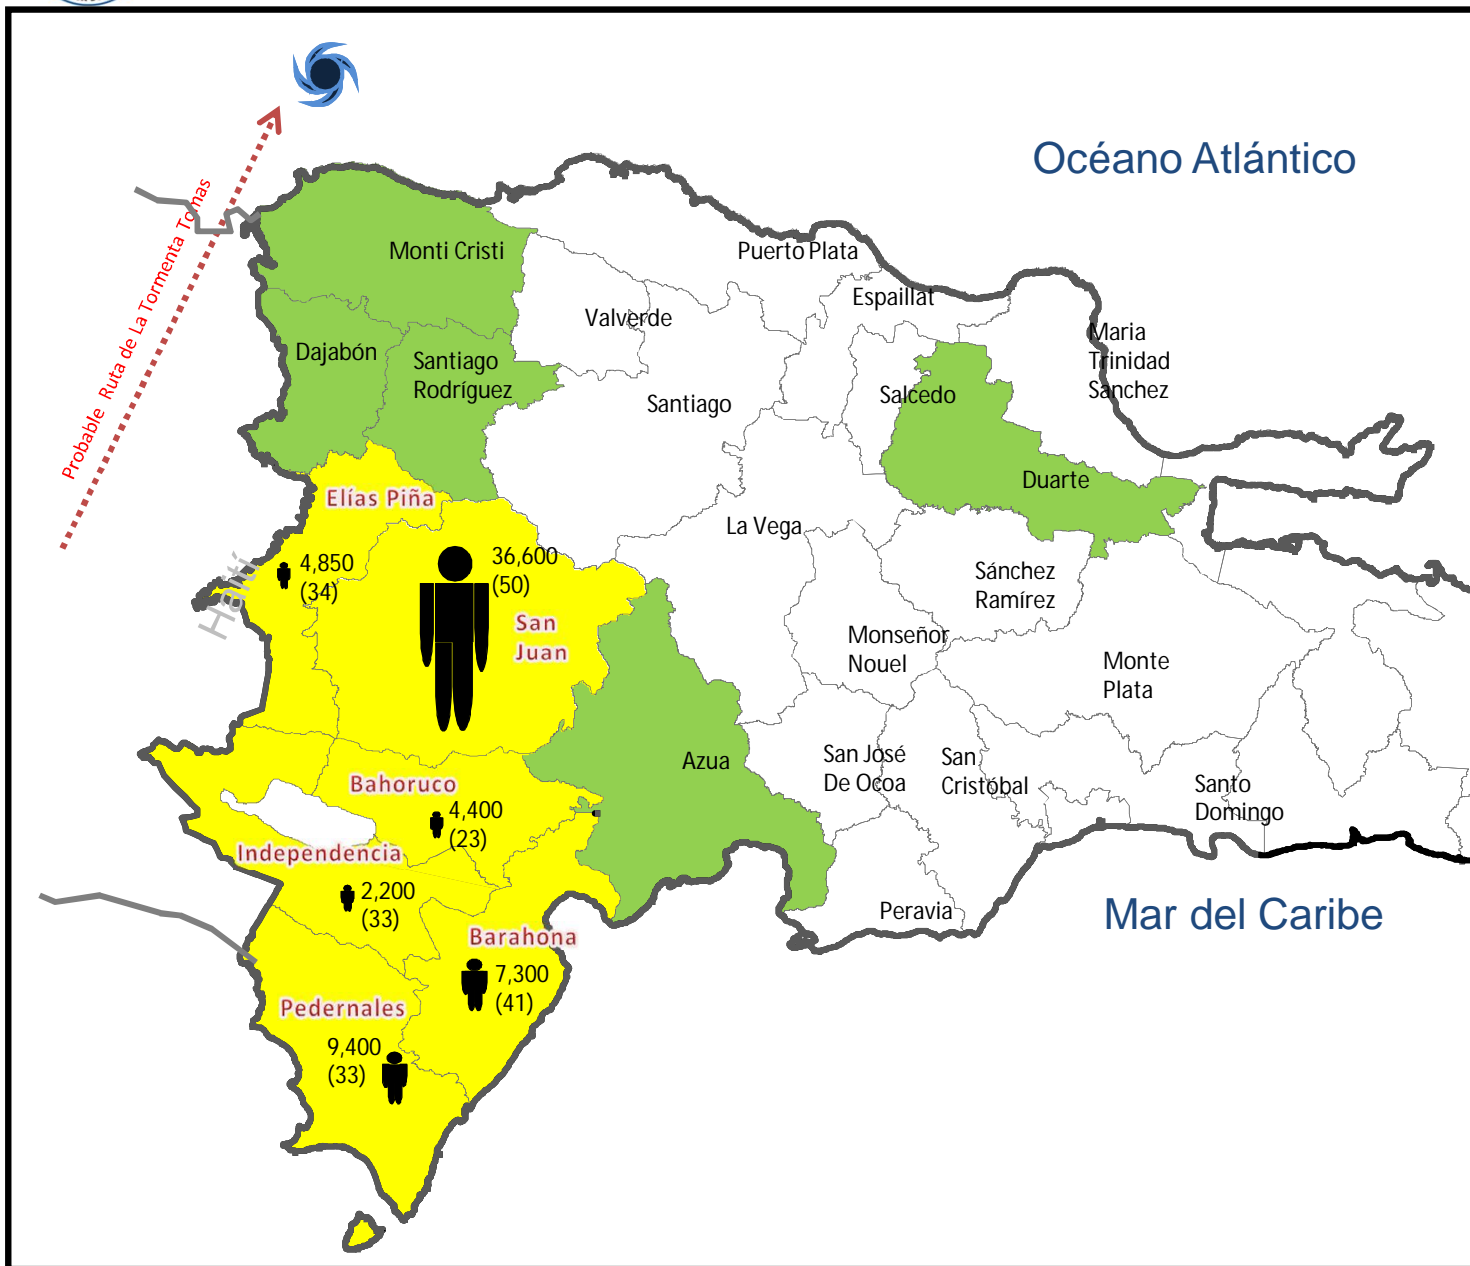 Océano Atlántico
Probable Ruta de La Tormenta Tomas
Monti Cristi
Puerto Plata
Espaillat
Valverde
Maria
Trinidad
Sanchez
Dajabón
Santiago
Rodríguez
Santiago
Salcedo
Duarte
Elías Piña
La Vega
Haití
4,850
(34)
36,600
(50)
San
Juan
Sánchez
Ramírez
Monseñor
Nouel
Monte
Plata
Azua
San José
De Ocoa
San
Cristóbal
Santo
Domingo
Bahoruco
4,400
(23)
Independencia
2,200
(33)
Peravia
Mar del Caribe
Barahona
7,300
(41)
Pedernales
9,400
(33)